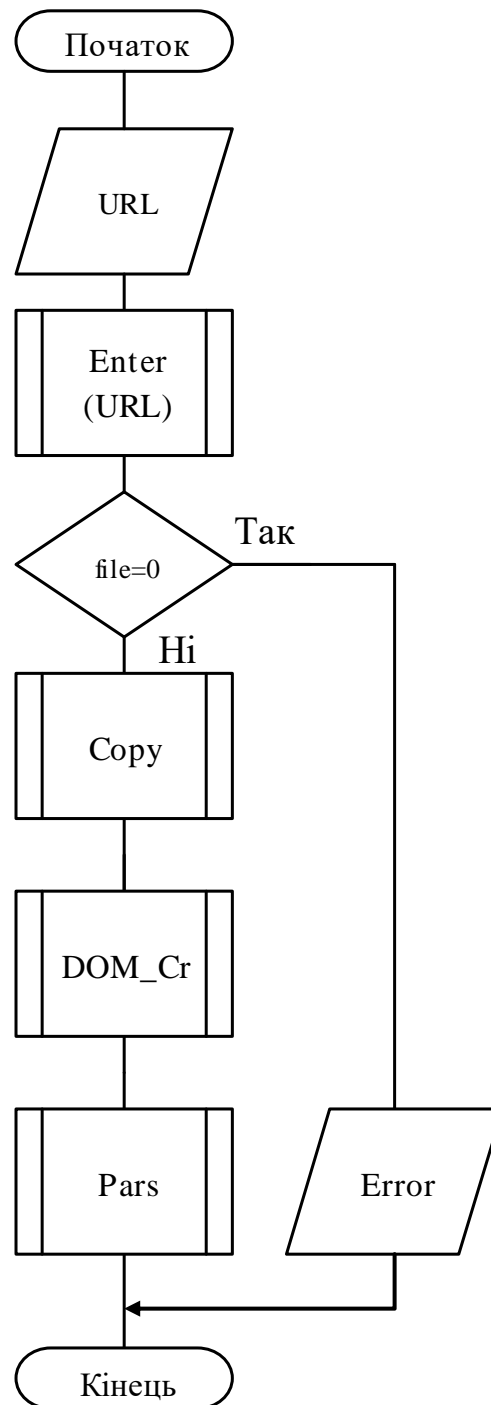 Початок
URL
Enter
(URL)
Так
file=0
Ні
Copy
DOM_Cr
Pars
Error
Кінець